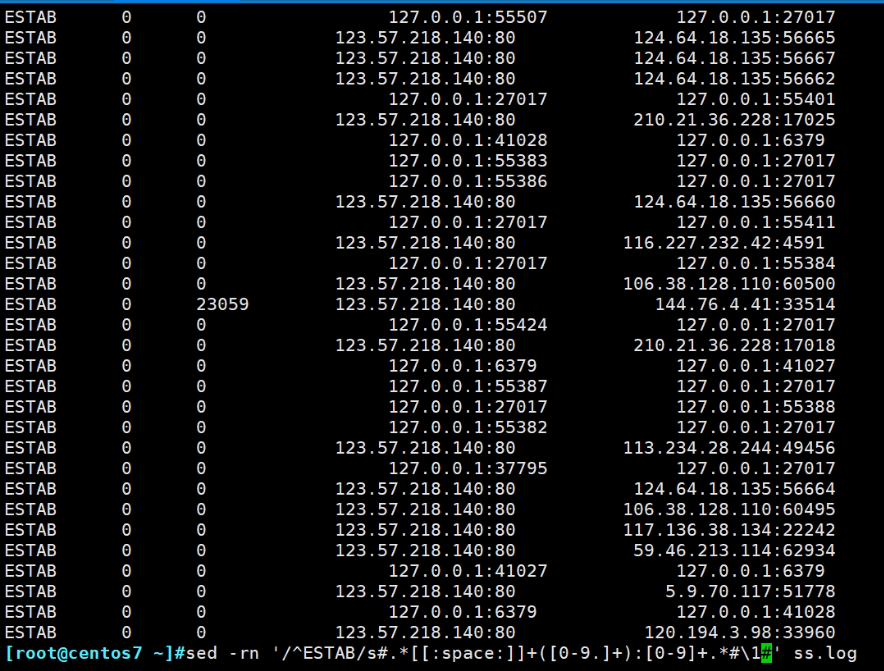 ESTAB 0 0 127.0.0.1:55507 127.0.0.1:27017
ESTAB 0 0 123.57.218.140:80 124.64.18.135:56665
ESTAB 0 0 123.57.218.140:80 124.64.18.135:56667
ESTAB 0 0 123.57.218.140:80 124.64.18.135:56662
ESTAB 0 0 127.0.0.1:27017 127.0.0.1:55401
ESTAB 0 0 123.57.218.140:80 210.21.36.228:17025
ESTAB 0 0 127.0.0.1:41028 127.0.0.1:6379
ESTAB 0 0 127.0.0.1:55383 127.0.0.1:27017
ESTAB 0 0 127.0.0.1:55386 127.0.0.1:27017
ESTAB 0 0 123.57.218.140:80 124.64.18.135:56660
ESTAB 0 0 127.0.0.1:27017 127.0.0.1:55411
ESTAB 0 0 123.57.218.140:80 116.227.232.42:4591
ESTAB 0 0 127.0.0.1:27017 127.0.0.1:55384
ESTAB 0 0 123.57.218.140:80 106.38.128.110:60500
ESTAB 0 23059 123.57.218.140:80 144.76.4.41:33514
ESTAB 0 0 127.0.0.1:55424 127.0.0.1:27017
ESTAB 0 0 123.57.218.140:80 210.21.36.228:17018
ESTAB 0 0 127.0.0.1:6379 127.0.0.1:41027
ESTAB 0 0 127.0.0.1:55387 127.0.0.1:27017
ESTAB 0 0 127.0.0.1:27017 127.0.0.1:55388
ESTAB 0 0 127.0.0.1:55382 127.0.0.1:27017
ESTAB 0 0 123.57.218.140:80 113.234.28.244:49456
ESTAB 0 0 127.0.0.1:37795 127.0.0.1:27017
ESTAB 0 0 123.57.218.140:80 124.64.18.135:56664
ESTAB 0 0 123.57.218.140:80 106.38.128.110:60495
ESTAB 0 0 123.57.218.140:80 117.136.38.134:22242
ESTAB 0 0 123.57.218.140:80 59.46.213.114:62934
ESTAB 0 0 127.0.0.1:41027 127.0.0.1:6379
ESTAB 0 0 123.57.218.140:80 5.9.70.117:51778
ESTAB 0 0 127.0.0.1:6379 127.0.0.1:41028
ESTAB 0 0 123.57.218.140:80 120.194.3.98:33960
[root@centos7 ~]#sed -rn '/^ESTAB/s#.*[[:space:]]+([0-9.]+):[0-9]+.*#\1#' ss.log